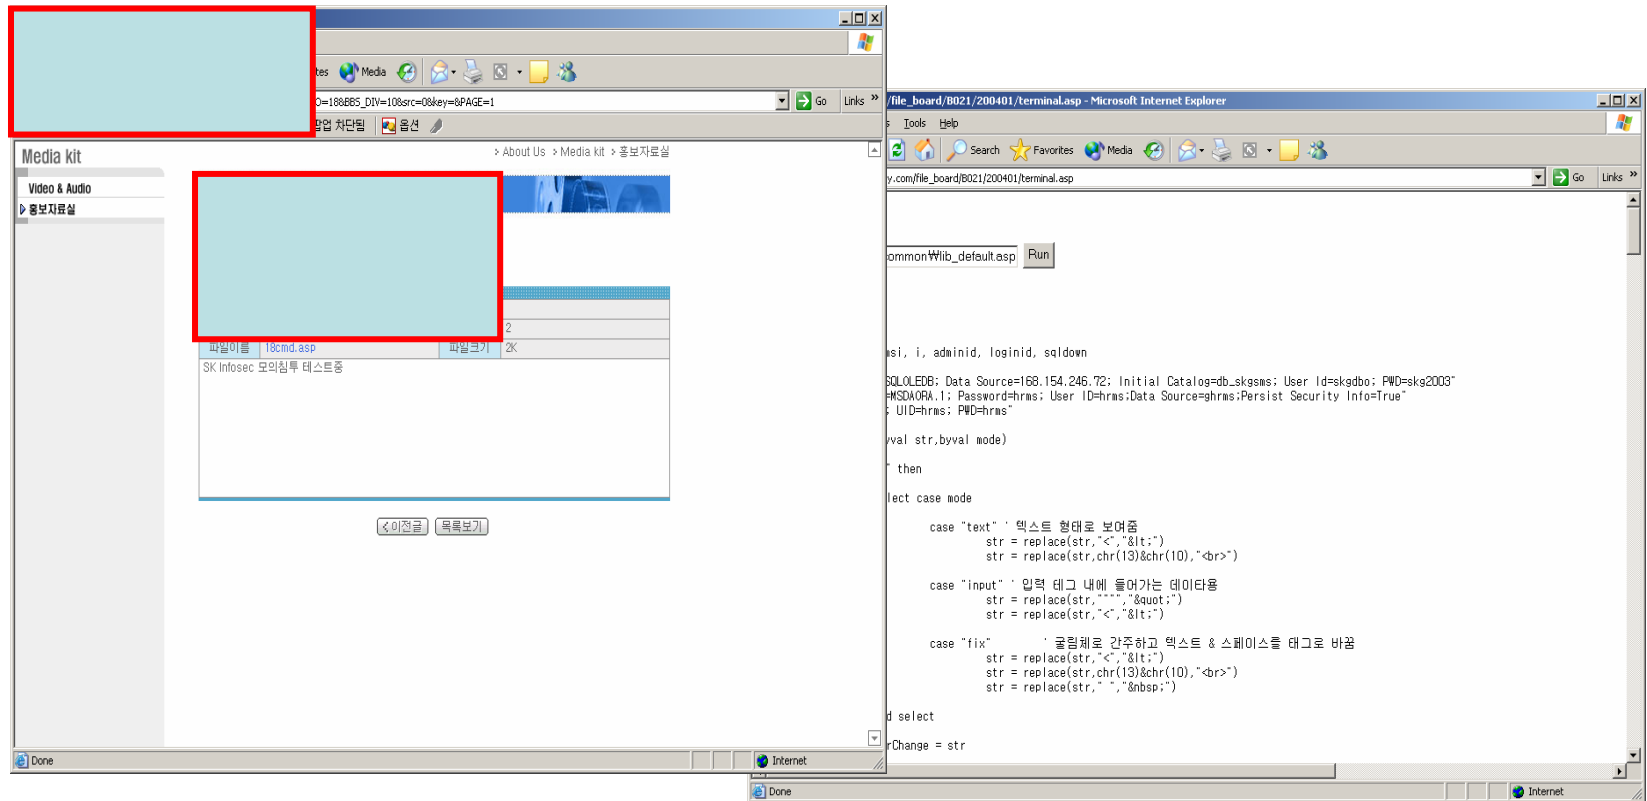 tes Media
O=18&BBS_DIV=10&src=0&key=&PAGE=1 Go Links »
팝업 차단됨 옵션
Media kit
Video & Audio
홍보자료실
> About Us > Media kit > 홍보자료실
2
파일이름 18cmd.asp 파일크기 2K
SK Infosec 모의침투 테스트중
이전글 목록보기
Done Internet
/file_board/B021/200401/terminal.asp - Microsoft Internet Explorer
s Tools Help
Search Favorites Media
y.com/file_board/B021/200401/terminal.asp Go Links »
ommon₩lib_default.asp Run
msi, i, adminid, loginid, sqldown
SQLOLEDB; Data Source=168.154.246.72; Initial Catalog=db_skgsms; User Id=skgdbo; PWD=skg2003"
=MSDAORA.1; Password=hrms; User ID=hrms;Data Source=ghrms;Persist Security Info=True"
; UID=hrms; PWD=hrms"
yval str,byval mode)
" then
lect case mode
case "text" ' 텍스트 형태로 보여줌
str = replace(str,"<","&lt;")
str = replace(str,chr(13)&chr(10),"<br>")
case "input" ' 입력 테그 내에 들어가는 데이타용
str = replace(str,"""","&quot;")
str = replace(str,"<","&lt;")
case "fix" ' 굴림체로 간주하고 텍스트 & 스페이스를 태그로 바꿈
str = replace(str,"<","&lt;")
str = replace(str,chr(13)&chr(10),"<br>")
str = replace(str," ","&nbsp;")
d select
rChange = str
Done Internet